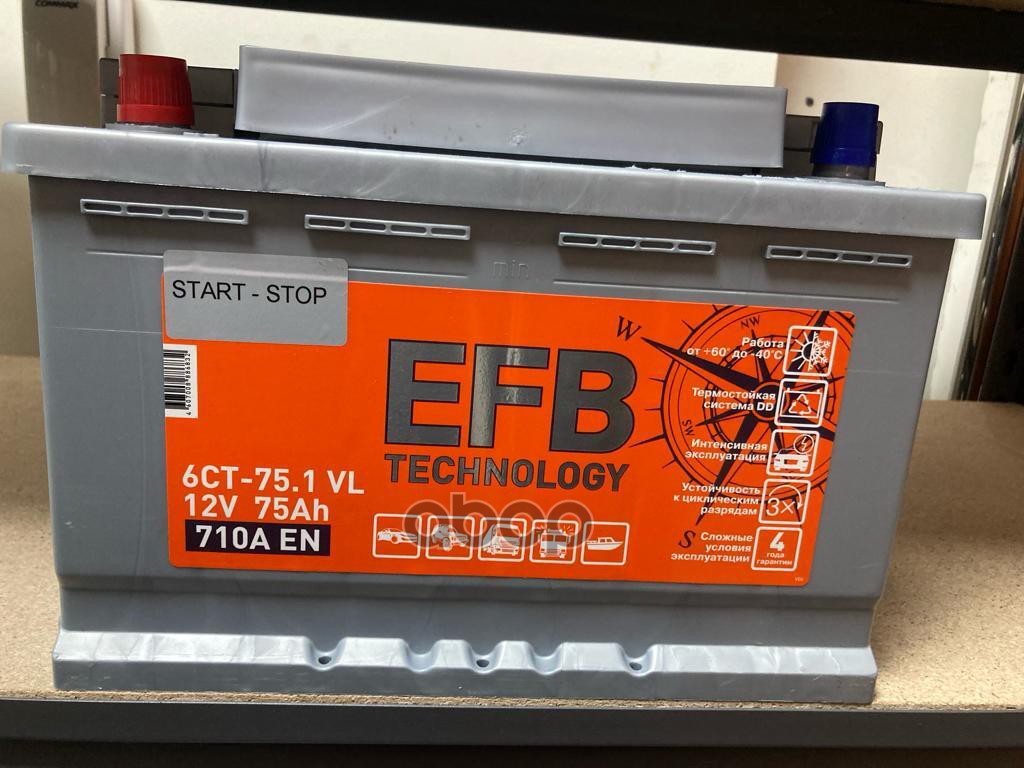 START - STOP
min.
4607008886832
EFB
TECHNOLOGY
6CT-75.1 VL
12V 75Ah
710A EN
W
NW
SW
S
Работа
от +60° до -40°С
Термостойкая
система DD
Интенсивная
эксплуатация
Устойчивость
к циклическим
разрядам
3×
Сложные
условия
эксплуатации
4
года
гарантии